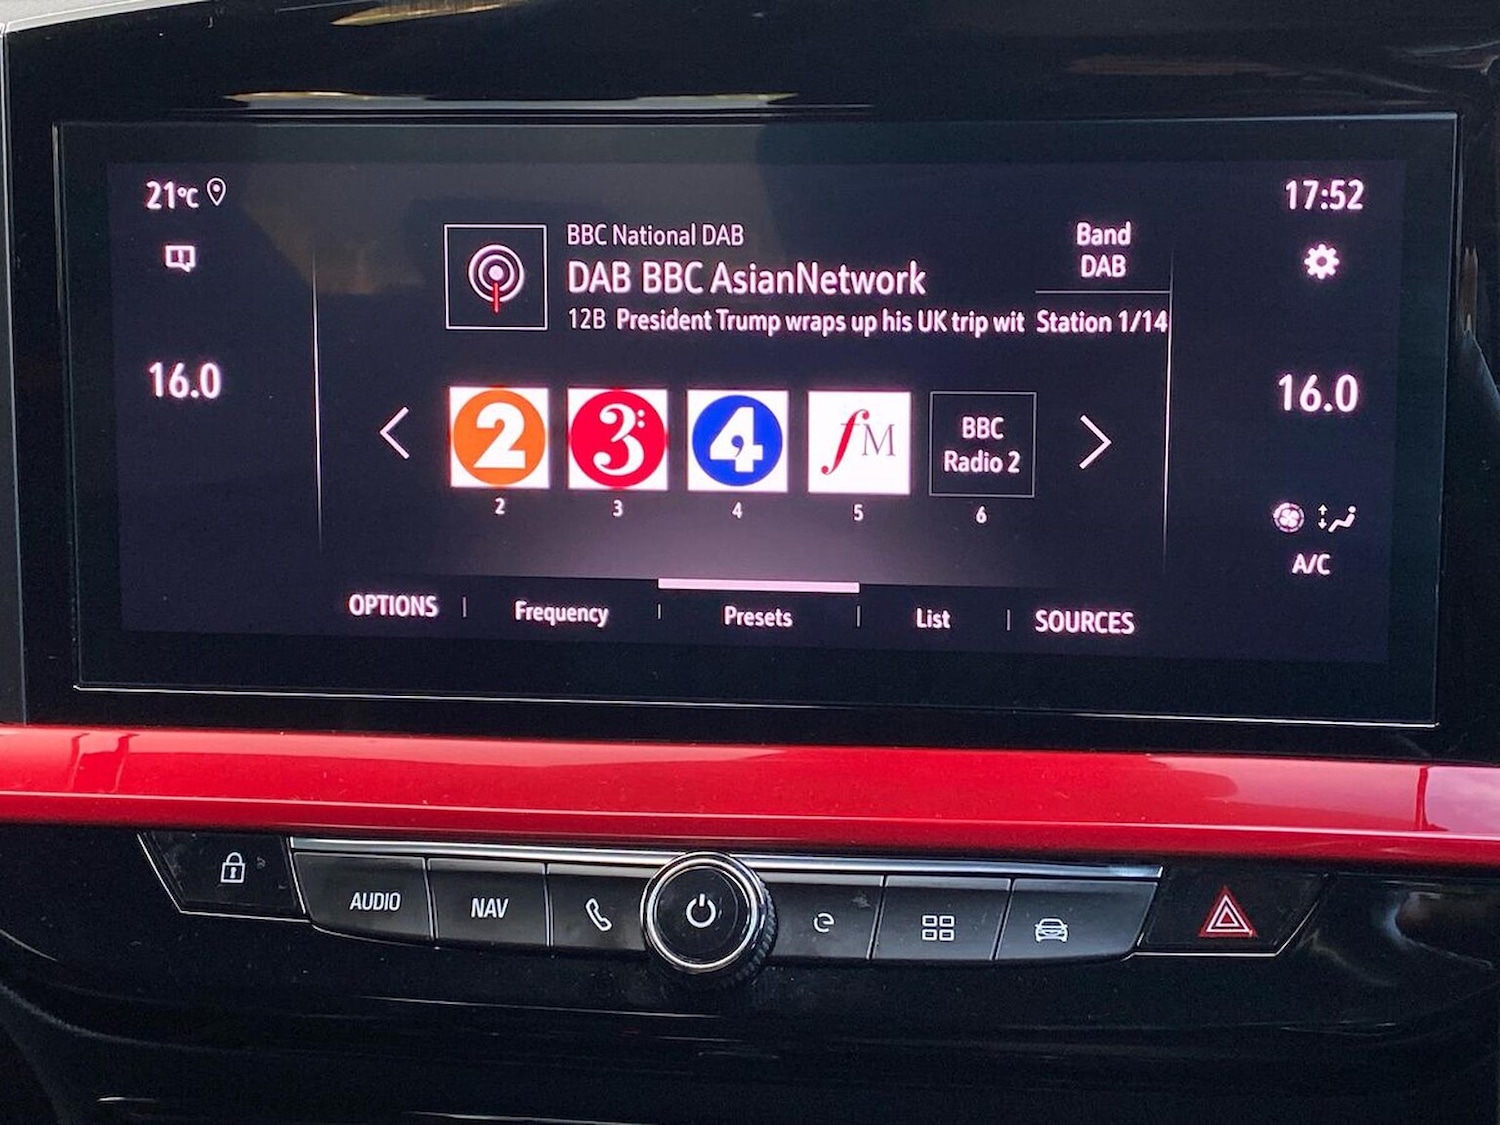 21°C
17:52
BBC National DAB
DAB BBC AsianNetwork
12B President Trump wraps up his UK trip wit
Band
DAB
Station 1/14
16.0
16.0
2
3:
4
fM
BBC
Radio 2
2
3
4
5
6
A/C
OPTIONS
Frequency
Presets
List
SOURCES
AUDIO
NAV